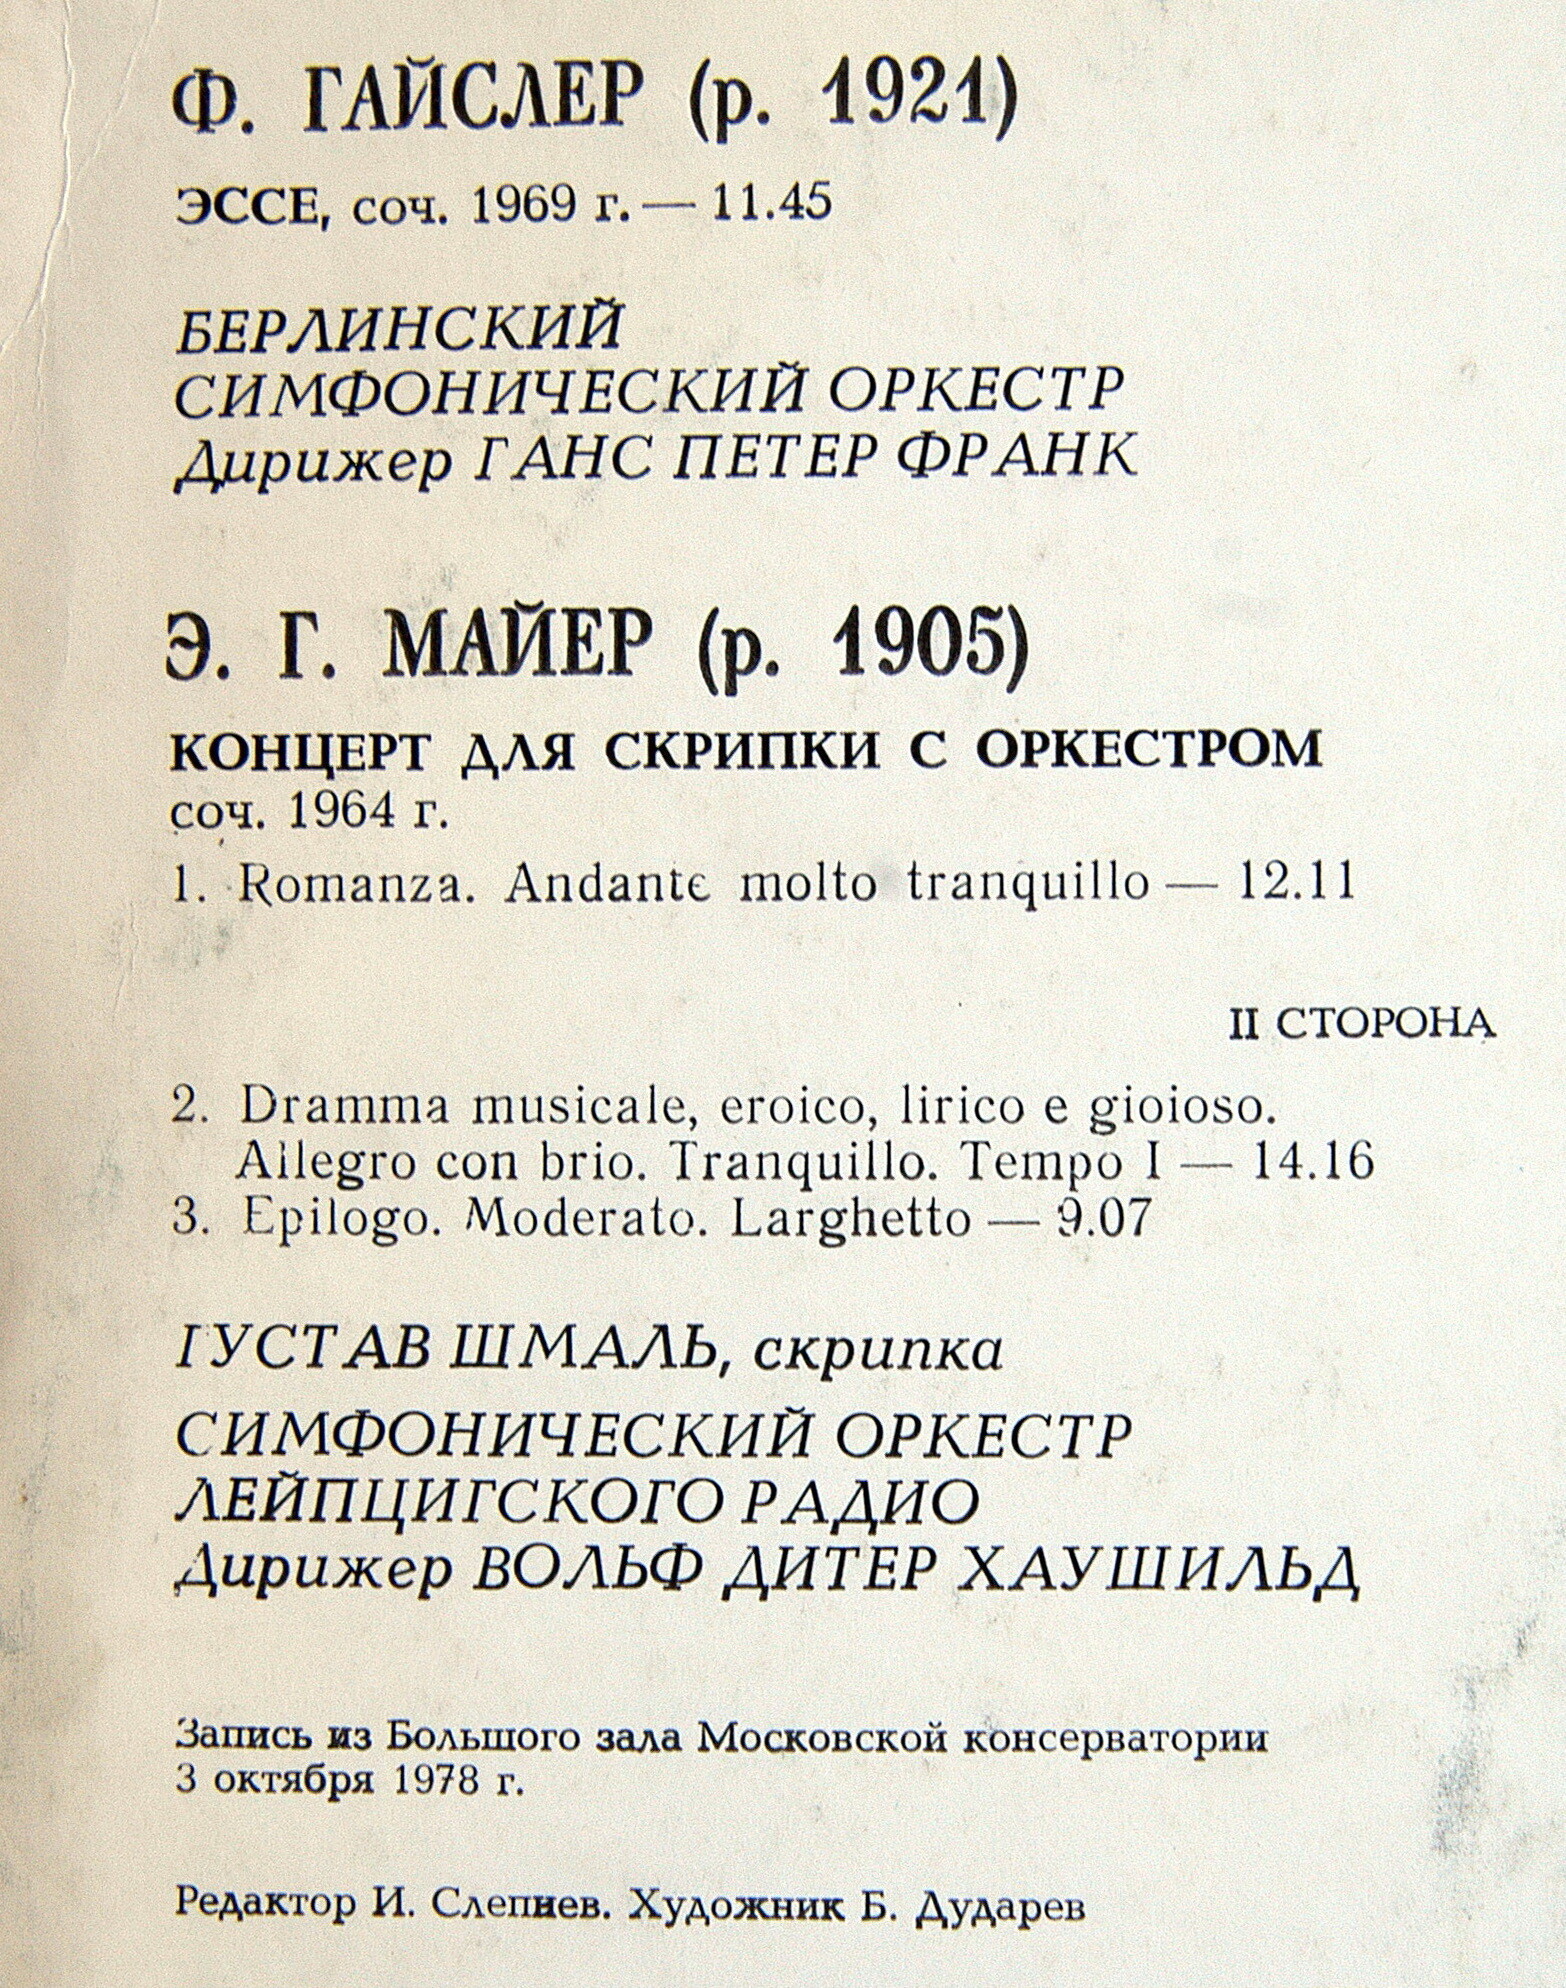 Ф. ГАЙСЛЕР (р. 1921)
ЭССЕ, соч. 1969 г. — 11.45
БЕРЛИНСКИЙ
СИМФОНИЧЕСКИЙ ОРКЕСТР
Дирижер ГАНС ПЕТЕР ФРАНК
Э. Г. МАЙЕР (р. 1905)
КОНЦЕРТ ДЛЯ СКРИПКИ С ОРКЕСТРОМ
соч. 1964 г.
1. Romanza. Andante molto tranquillo — 12.11
II СТОРОНА
2. Dramma musicale, eroico, lirico e gioioso.
Allegro con brio. Tranquillo. Tempo I — 14.16
3. Epilogo. Moderato. Larghetto — 9.07
ГУСТАВ ШМАЛЬ, скрипка
СИМФОНИЧЕСКИЙ ОРКЕСТР
ЛЕЙПЦИГСКОГО РАДИО
Дирижер ВОЛЬФ ДИТЕР ХАУШИЛЬД
Запись из Большого зала Московской консерватории
3 октября 1978 г.
Редактор И. Слепнев. Художник Б. Дударев